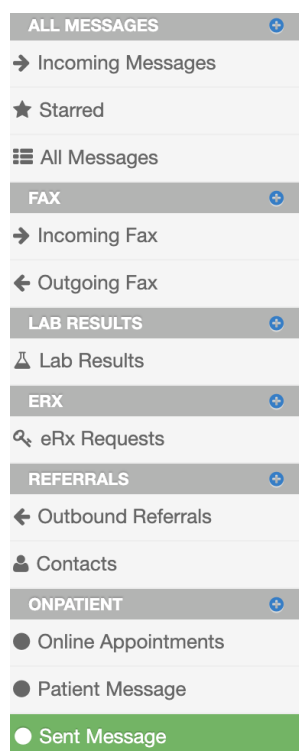 ALL MESSAGES
Incoming Messages
Starred
All Messages
FAX
Incoming Fax
Outgoing Fax
LAB RESULTS
Lab Results
ERX
eRx Requests
REFERRALS
Outbound Referrals
Contacts
ONPATIENT
Online Appointments
Patient Message
Sent Message